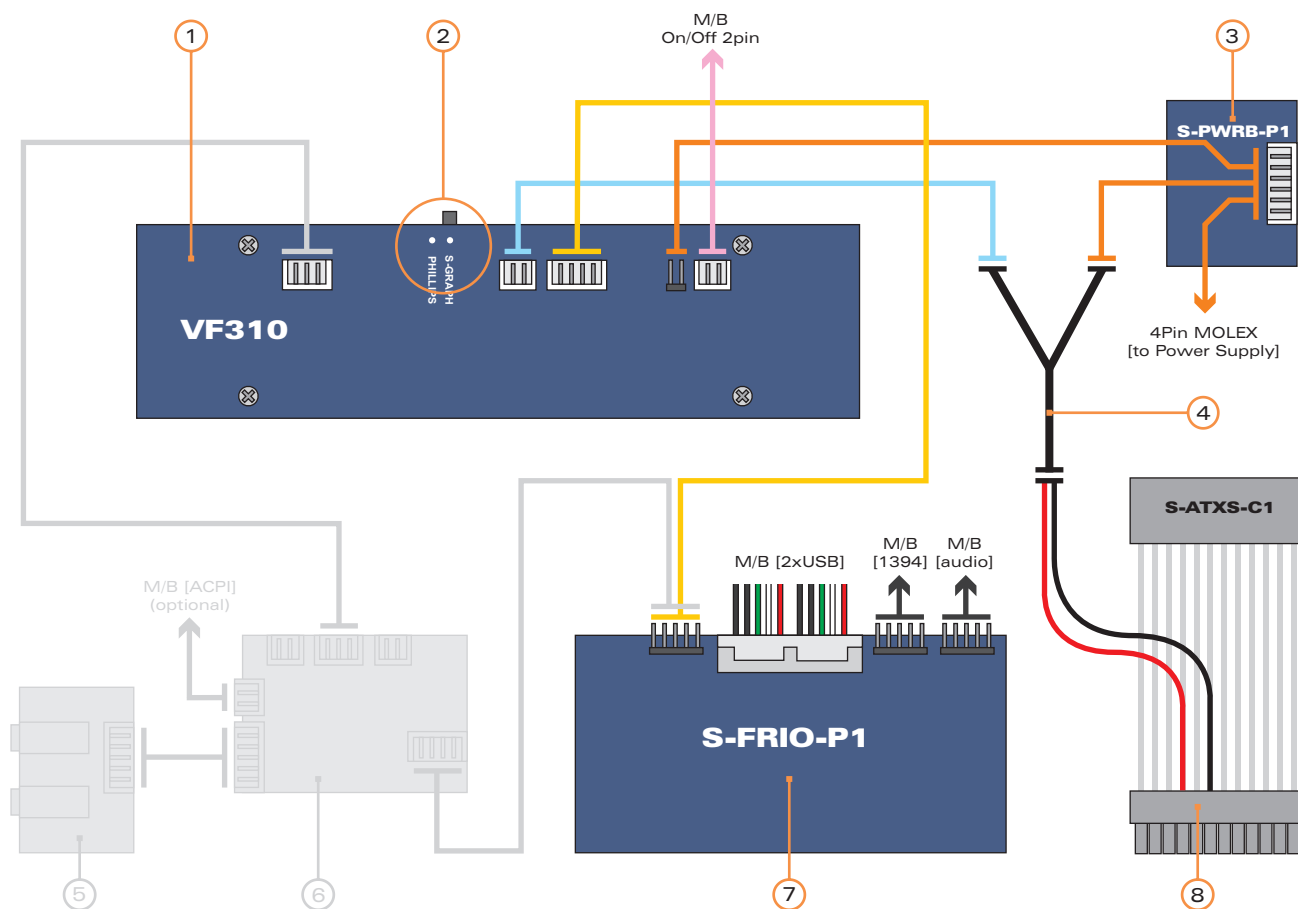 1
2
M/B
On/Off 2pin
3
S-PWRB-P1
S-GRAPH
PHILLIPS
VF310
4Pin MOLEX
[to Power Supply]
4
S-ATXS-C1
M/B [2xUSB]
M/B
[1394]
M/B
[audio]
M/B [ACPI]
(optional)
S-FRIO-P1
5
6
7
8